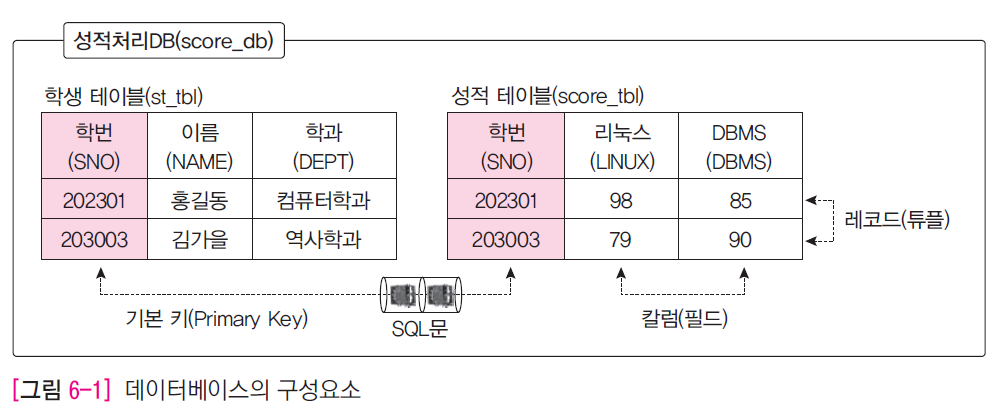 성적처리DB(score_db)
학생 테이블(st_tbl)
학번 (SNO) 이름 (NAME) 학과 (DEPT)
202301 홍길동 컴퓨터학과
203003 김가을 역사학과
성적 테이블(score_tbl)
학번 (SNO) 리눅스 (LINUX) DBMS (DBMS)
202301 98 85
203003 79 90
레코드(튜플)
기본 키(Primary Key)
SQL문
칼럼(필드)
[그림 6-1] 데이터베이스의 구성요소